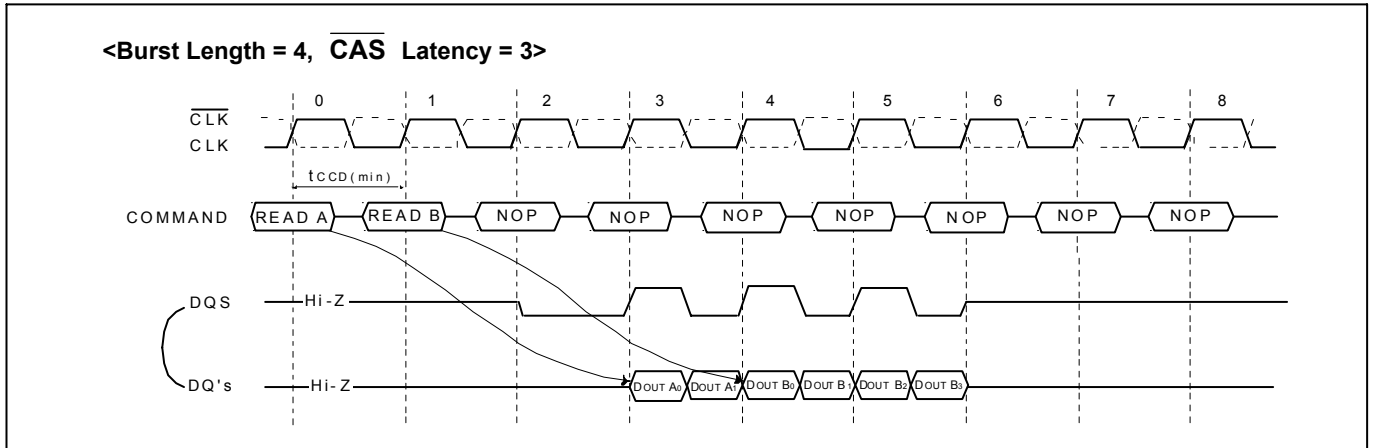 <Burst Length = 4, CAS Latency = 3>
0 1 2 3 4 5 6 7 8
CLK
CLK
tCCD(min)
COMMAND READ A READ B NOP NOP NOP NOP NOP NOP NOP
DQS Hi-Z
DQ's Hi-Z DOUT A0 DOUT A1 DOUT B0 DOUT B1 DOUT B2 DOUT B3